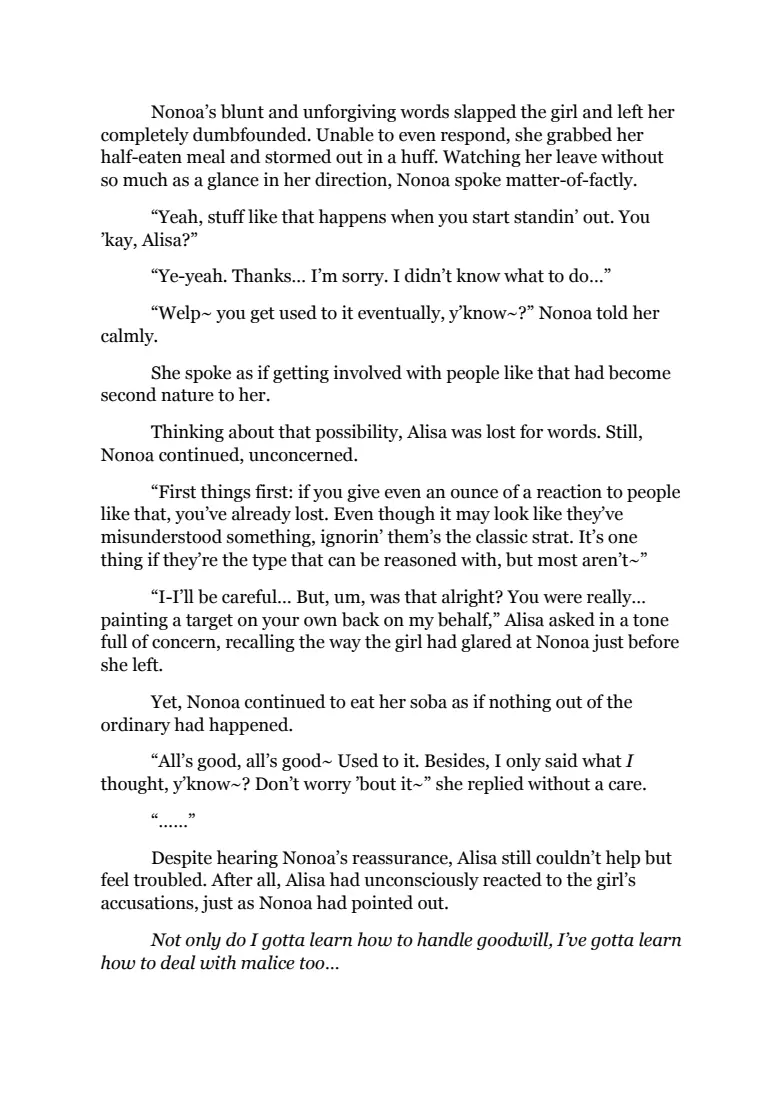 Nonoa’s blunt and unforgiving words slapped the girl and left her
completely dumbfounded. Unable to even respond, she grabbed her
half-eaten meal and stormed out in a huff. Watching her leave without
so much as a glance in her direction, Nonoa spoke matter-of-factly.
“Yeah, stuff like that happens when you start standin’ out. You
’kay, Alisa?”
“Ye-yeah. Thanks… I’m sorry. I didn’t know what to do…”
“Welp~ you get used to it eventually, y’know~?” Nonoa told her
calmly.
She spoke as if getting involved with people like that had become
second nature to her.
Thinking about that possibility, Alisa was lost for words. Still,
Nonoa continued, unconcerned.
“First things first: if you give even an ounce of a reaction to people
like that, you’ve already lost. Even though it may look like they’ve
misunderstood something, ignorin’ them’s the classic strat. It’s one
thing if they’re the type that can be reasoned with, but most aren’t~”
“I-I’ll be careful… But, um, was that alright? You were really…
painting a target on your own back on my behalf,” Alisa asked in a tone
full of concern, recalling the way the girl had glared at Nonoa just before
she left.
Yet, Nonoa continued to eat her soba as if nothing out of the
ordinary had happened.
“All’s good, all’s good~ Used to it. Besides, I only said what I
thought, y’know~? Don’t worry ’bout it~” she replied without a care.
“……”
Despite hearing Nonoa’s reassurance, Alisa still couldn’t help but
feel troubled. After all, Alisa had unconsciously reacted to the girl’s
accusations, just as Nonoa had pointed out.
Not only do I gotta learn how to handle goodwill, I’ve gotta learn
how to deal with malice too…